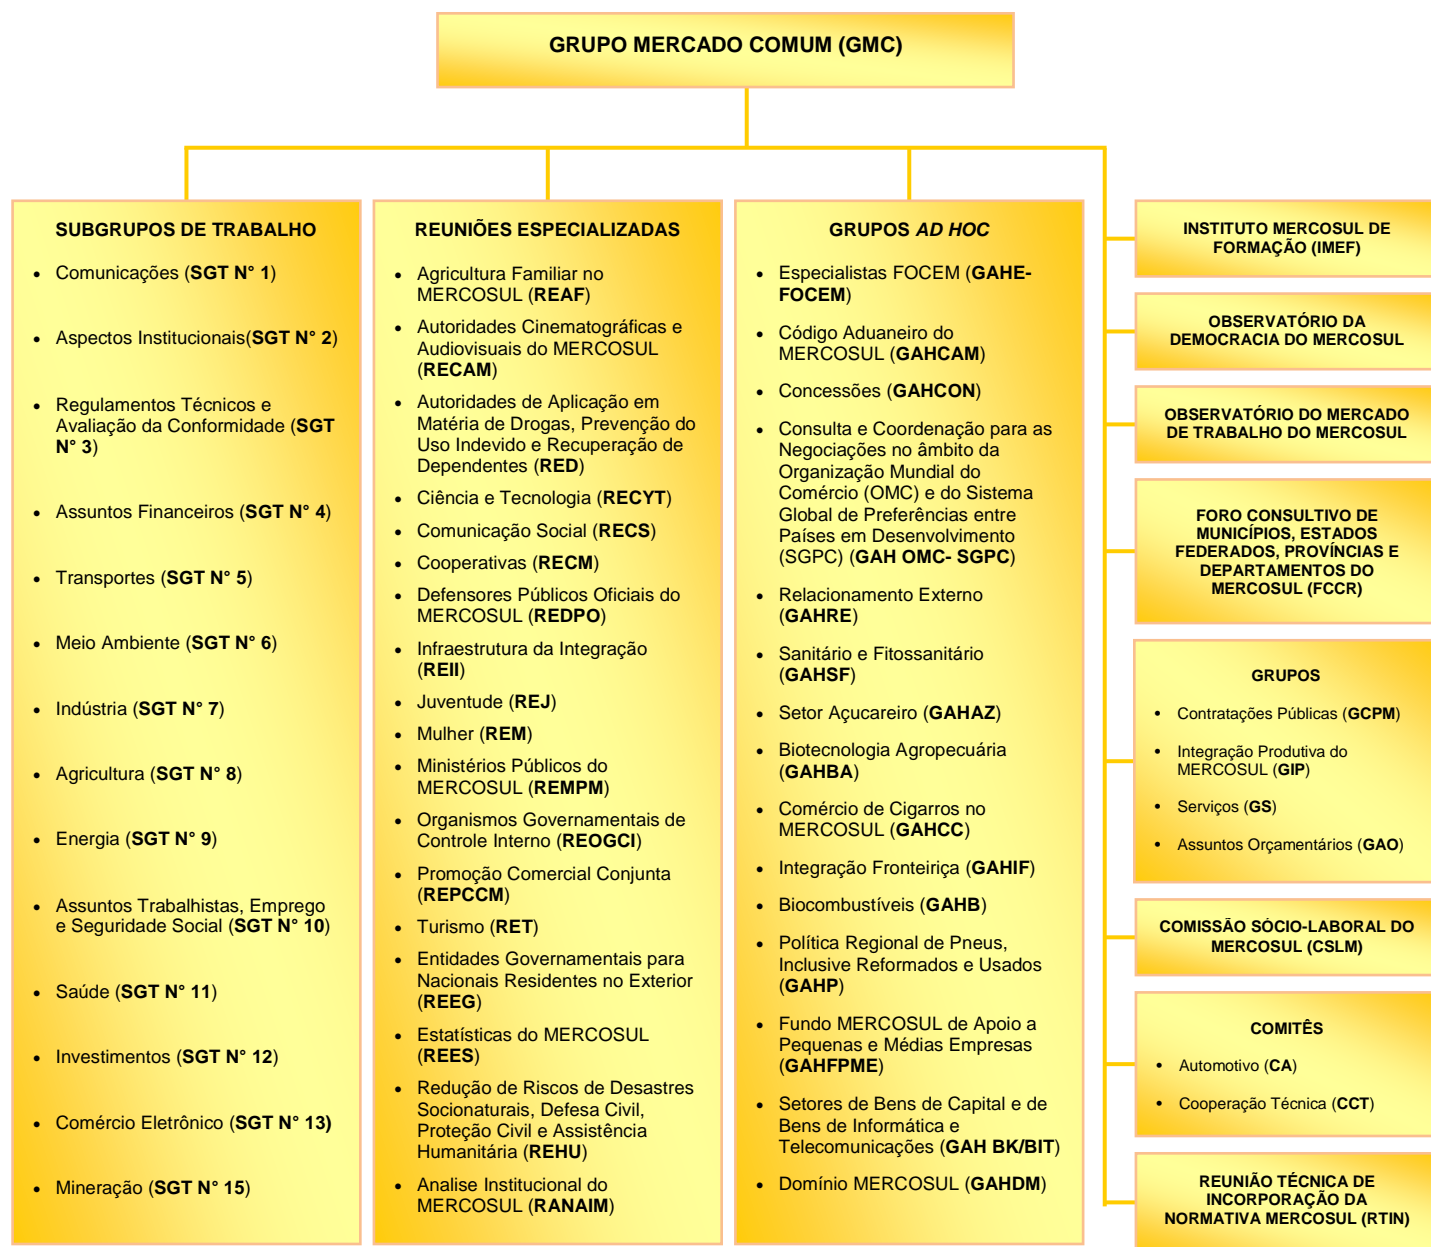 GRUPO MERCADO COMUM (GMC)
SUBGRUPOS DE TRABALHO
• Comunicações (SGT N° 1)
• Aspectos Institucionais(SGT N° 2)
• Regulamentos Técnicos e
Avaliação da Conformidade (SGT
N° 3)
• Assuntos Financeiros (SGT N° 4)
• Transportes (SGT N° 5)
• Meio Ambiente (SGT N° 6)
• Indústria (SGT N° 7)
• Agricultura (SGT N° 8)
• Energia (SGT N° 9)
• Assuntos Trabalhistas, Emprego
e Seguridade Social (SGT N° 10)
• Saúde (SGT N° 11)
• Investimentos (SGT N° 12)
• Comércio Eletrônico (SGT N° 13)
• Mineração (SGT N° 15)
REUNIÕES ESPECIALIZADAS
• Agricultura Familiar no
MERCOSUL (REAF)
• Autoridades Cinematográficas e
Audiovisuais do MERCOSUL
(RECAM)
• Autoridades de Aplicação em
Matéria de Drogas, Prevenção do
Uso Indevido e Recuperação de
Dependentes (RED)
• Ciência e Tecnologia (RECYT)
• Comunicação Social (RECS)
• Cooperativas (RECM)
• Defensores Públicos Oficiais do
MERCOSUL (REDPO)
• Infraestrutura da Integração
(REII)
• Juventude (REJ)
• Mulher (REM)
• Ministérios Públicos do
MERCOSUL (REMPM)
• Organismos Governamentais de
Controle Interno (REOGCI)
• Promoção Comercial Conjunta
(REPCCM)
• Turismo (RET)
• Entidades Governamentais para
Nacionais Residentes no Exterior
(REEG)
• Estatísticas do MERCOSUL
(REES)
• Redução de Riscos de Desastres
Socionaturais, Defesa Civil,
Proteção Civil e Assistência
Humanitária (REHU)
• Analise Institucional do
MERCOSUL (RANAIM)
GRUPOS AD HOC
• Especialistas FOCEM (GAHE-
FOCEM)
• Código Aduaneiro do
MERCOSUL (GAHCAM)
• Concessões (GAHCON)
• Consulta e Coordenação para as
Negociações no âmbito da
Organização Mundial do
Comércio (OMC) e do Sistema
Global de Preferências entre
Países em Desenvolvimento
(SGPC) (GAH OMC- SGPC)
• Relacionamento Externo
(GAHRE)
• Sanitário e Fitossanitário
(GAHSF)
• Setor Açucareiro (GAHAZ)
• Biotecnologia Agropecuária
(GAHBA)
• Comércio de Cigarros no
MERCOSUL (GAHCC)
• Integração Fronteiriça (GAHIF)
• Biocombustíveis (GAHB)
• Política Regional de Pneus,
Inclusive Reformados e Usados
(GAHP)
• Fundo MERCOSUL de Apoio a
Pequenas e Médias Empresas
(GAHFPME)
• Setores de Bens de Capital e de
Bens de Informática e
Telecomunicações (GAH BK/BIT)
• Domínio MERCOSUL (GAHDM)
INSTITUTO MERCOSUL DE
FORMAÇÃO (IMEF)
OBSERVATÓRIO DA
DEMOCRACIA DO MERCOSUL
OBSERVATÓRIO DO MERCADO
DE TRABALHO DO MERCOSUL
FORO CONSULTIVO DE
MUNICÍPIOS, ESTADOS
FEDERADOS, PROVÍNCIAS E
DEPARTAMENTOS DO
MERCOSUL (FCCR)
GRUPOS
• Contratações Públicas (GCPM)
• Integração Produtiva do
MERCOSUL (GIP)
• Serviços (GS)
• Assuntos Orçamentários (GAO)
COMISSÃO SÓCIO-LABORAL DO
MERCOSUL (CSLM)
COMITÊS
• Automotivo (CA)
• Cooperação Técnica (CCT)
REUNIÃO TÉCNICA DE
INCORPORAÇÃO DA
NORMATIVA MERCOSUL (RTIN)